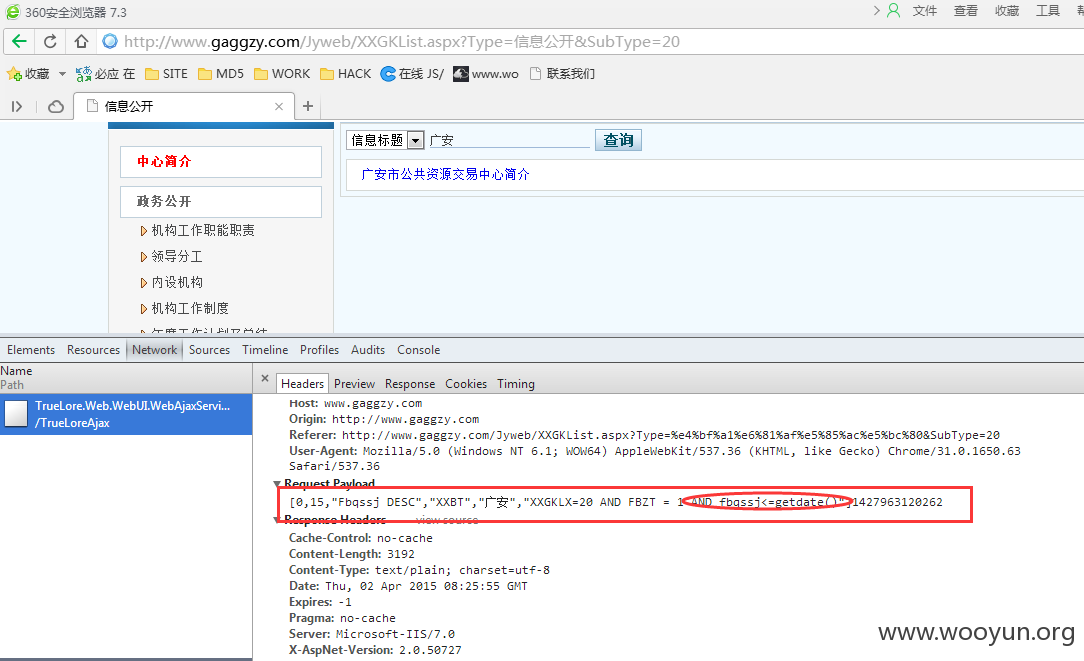 360安全浏览器 7.3
文件 查看 收藏 工具
http://www.gaggzy.com/Jyweb/XXGKList.aspx?Type=信息公开&SubType=20
收藏 必应 在 SITE MD5 WORK HACK 在线 JS/ www.wo 联系我们
信息公开
中心简介
政务公开
机构工作职能职责
领导分工
内设机构
机构工作制度
年度工作计划及总结
信息标题 广安 查询
广安市公共资源交易中心简介
Elements Resources Network Sources Timeline Profiles Audits Console
Name
Path
TrueLore.Web.WebUI.WebAjaxServi...
/TrueLoreAjax
× Headers Preview Response Cookies Timing
Host: www.gaggzy.com
Origin: http://www.gaggzy.com
Referer: http://www.gaggzy.com/Jyweb/XXGKList.aspx?Type=%e4%bf%a1%e6%81%af%e5%85%ac%e5%bc%80&SubType=20
User-Agent: Mozilla/5.0 (Windows NT 6.1; WOW64) AppleWebKit/537.36 (KHTML, like Gecko) Chrome/31.0.1650.63
Safari/537.36
Request Payload
[0,15,"Fbqssj DESC","XXBT","广安","XXGKLX=20 AND FBZT = 1 AND fbqssj<=getdate()"]1427963120262
Response Headers view source
Cache-Control: no-cache
Content-Length: 3192
Content-Type: text/plain; charset=utf-8
Date: Thu, 02 Apr 2015 08:25:55 GMT
Expires: -1
Pragma: no-cache
Server: Microsoft-IIS/7.0
X-AspNet-Version: 2.0.50727
www.wooyun.org